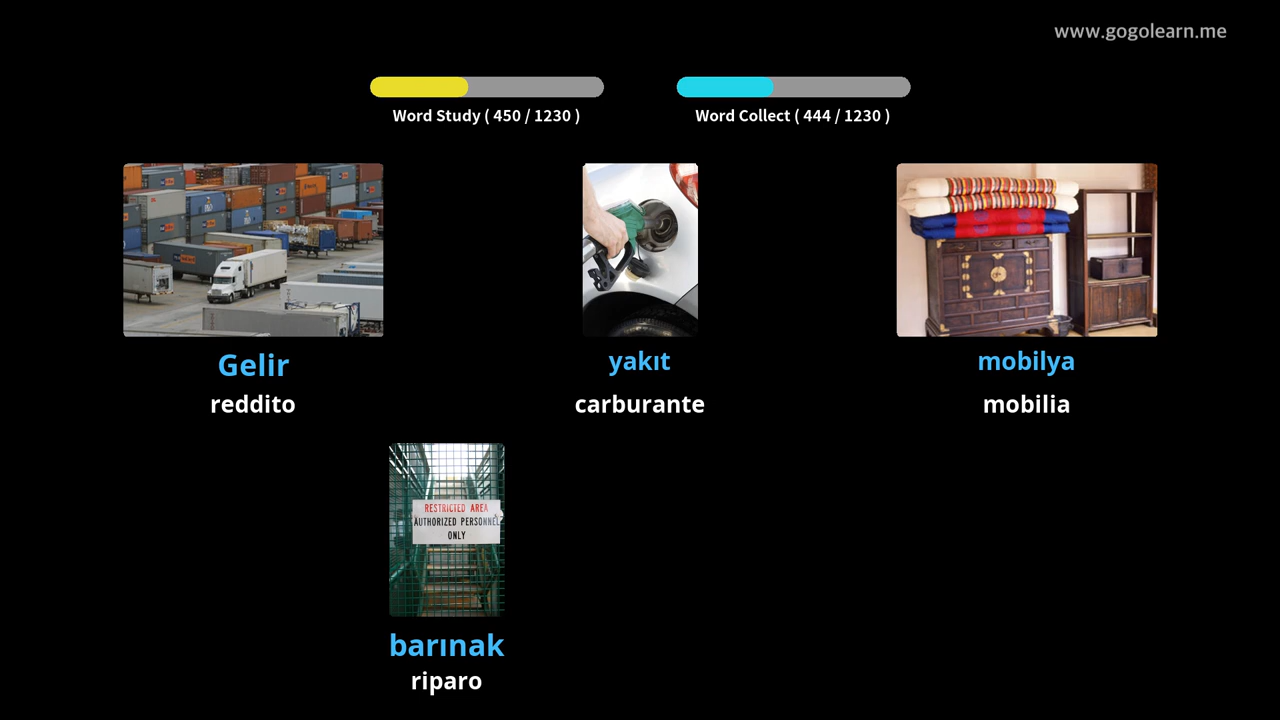 www.gogolearn.me
Word Study ( 450 / 1230 )
Word Collect ( 444 / 1230 )
Gelir
reddito
yakıt
carburante
mobilya
mobilia
RESTRICTED AREA
AUTHORIZED PERSONNEL
ONLY
barınak
riparo